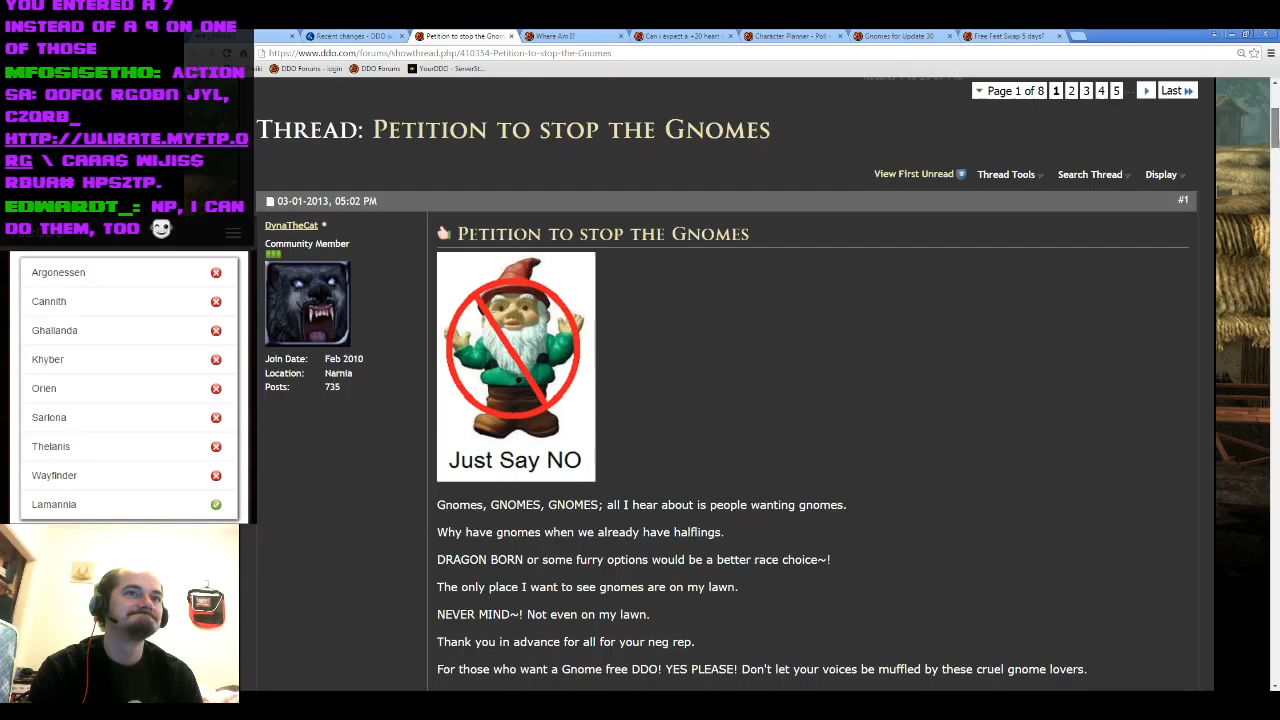 YOU ENTERED A 7
INSTEAD OF A 9 ON ONE
OF THOSE
MFOSISETHO: ACTION
SA: QOFQ( RGOBN JYL,
CZQRB_
HTTP://ULIRATE.MYFTP.O
RG \ CAAA$ WIJIS$
RBUA# HPSZTP.
EDWARDT_: NP, I CAN
DO THEM, TOO
Argonessen
Cannith
Ghallanda
Khyber
Orien
Sarlona
Thelanis
Wayfinder
Lamannia
Recent changes - DDO w
Petition to stop the Gnom
Where Am I?
Can i expect a +20 heart
Character Planner - Poll -
Gnomes for Update 30
Free Feat Swap 5 days?
https://www.ddo.com/forums/showthread.php/410354-Petition-to-stop-the-Gnomes
wiki
DDO Forums - login
DDO Forums
YourDDO - ServerSt...
Page 1 of 8
1
2
3
4
5
Last
Thread: Petition to stop the Gnomes
View First Unread
Thread Tools
Search Thread
Display
03-01-2013, 05:02 PM
#1
DynaTheCat
Community Member
Join Date: Feb 2010
Location: Narnia
Posts: 735
Petition to stop the Gnomes
Just Say NO
Gnomes, GNOMES, GNOMES; all I hear about is people wanting gnomes.
Why have gnomes when we already have halflings.
DRAGON BORN or some furry options would be a better race choice~!
The only place I want to see gnomes are on my lawn.
NEVER MIND~! Not even on my lawn.
Thank you in advance for all for your neg rep.
For those who want a Gnome free DDO! YES PLEASE! Don't let your voices be muffled by these cruel gnome lovers.